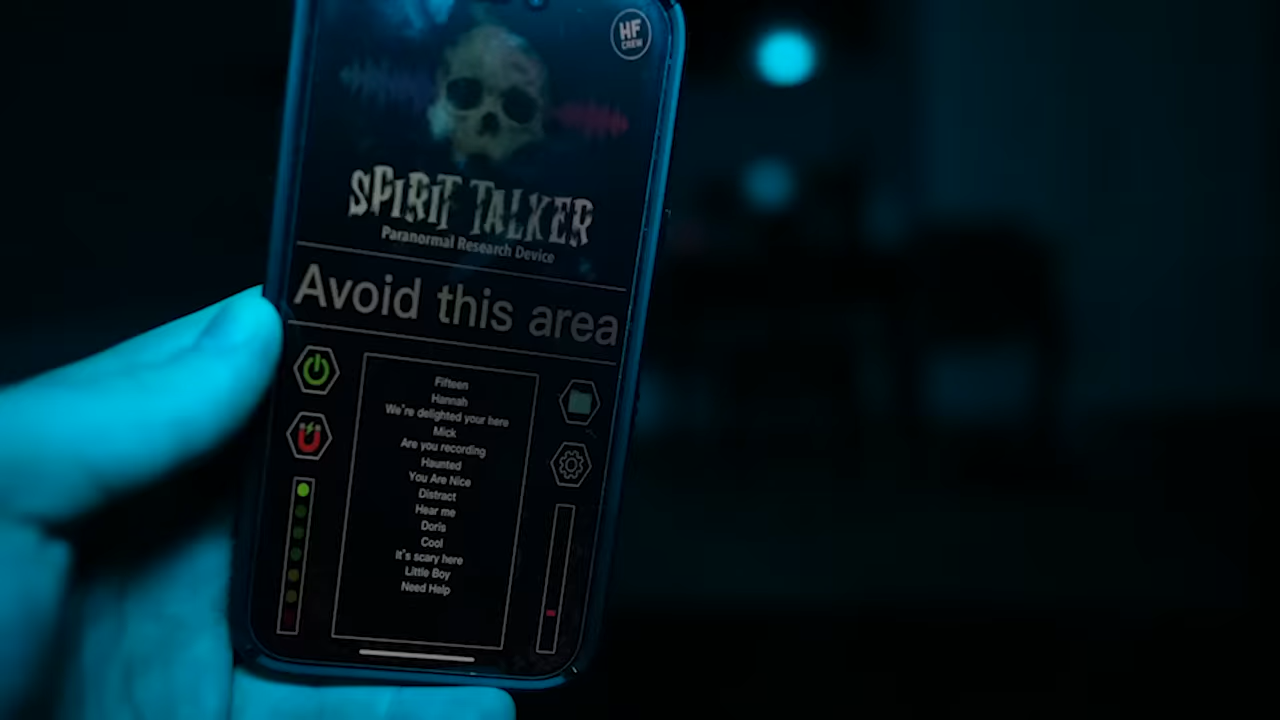 HF
CREW
SPIRIT TALKER
Paranormal Research Device
Avoid this area
Fifteen
Hannah
We're delighted your here
Mick
Are you recording
Haunted
You Are Nice
Distract
Hear me
Doris
Cool
It's scary here
Little Boy
Need Help